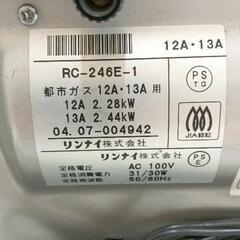 12A・13A
RC-246E-1
都市ガス 12A・13A 用
12A 2.28kW
13A 2.44kW
04.07-004942
リンナイ株式会社
リンナイ株式会社
定格電圧 AC 100V
定格消費電力 31/30W
定格周波数 50/60Hz
PS
TG
JIA認証
PS
E